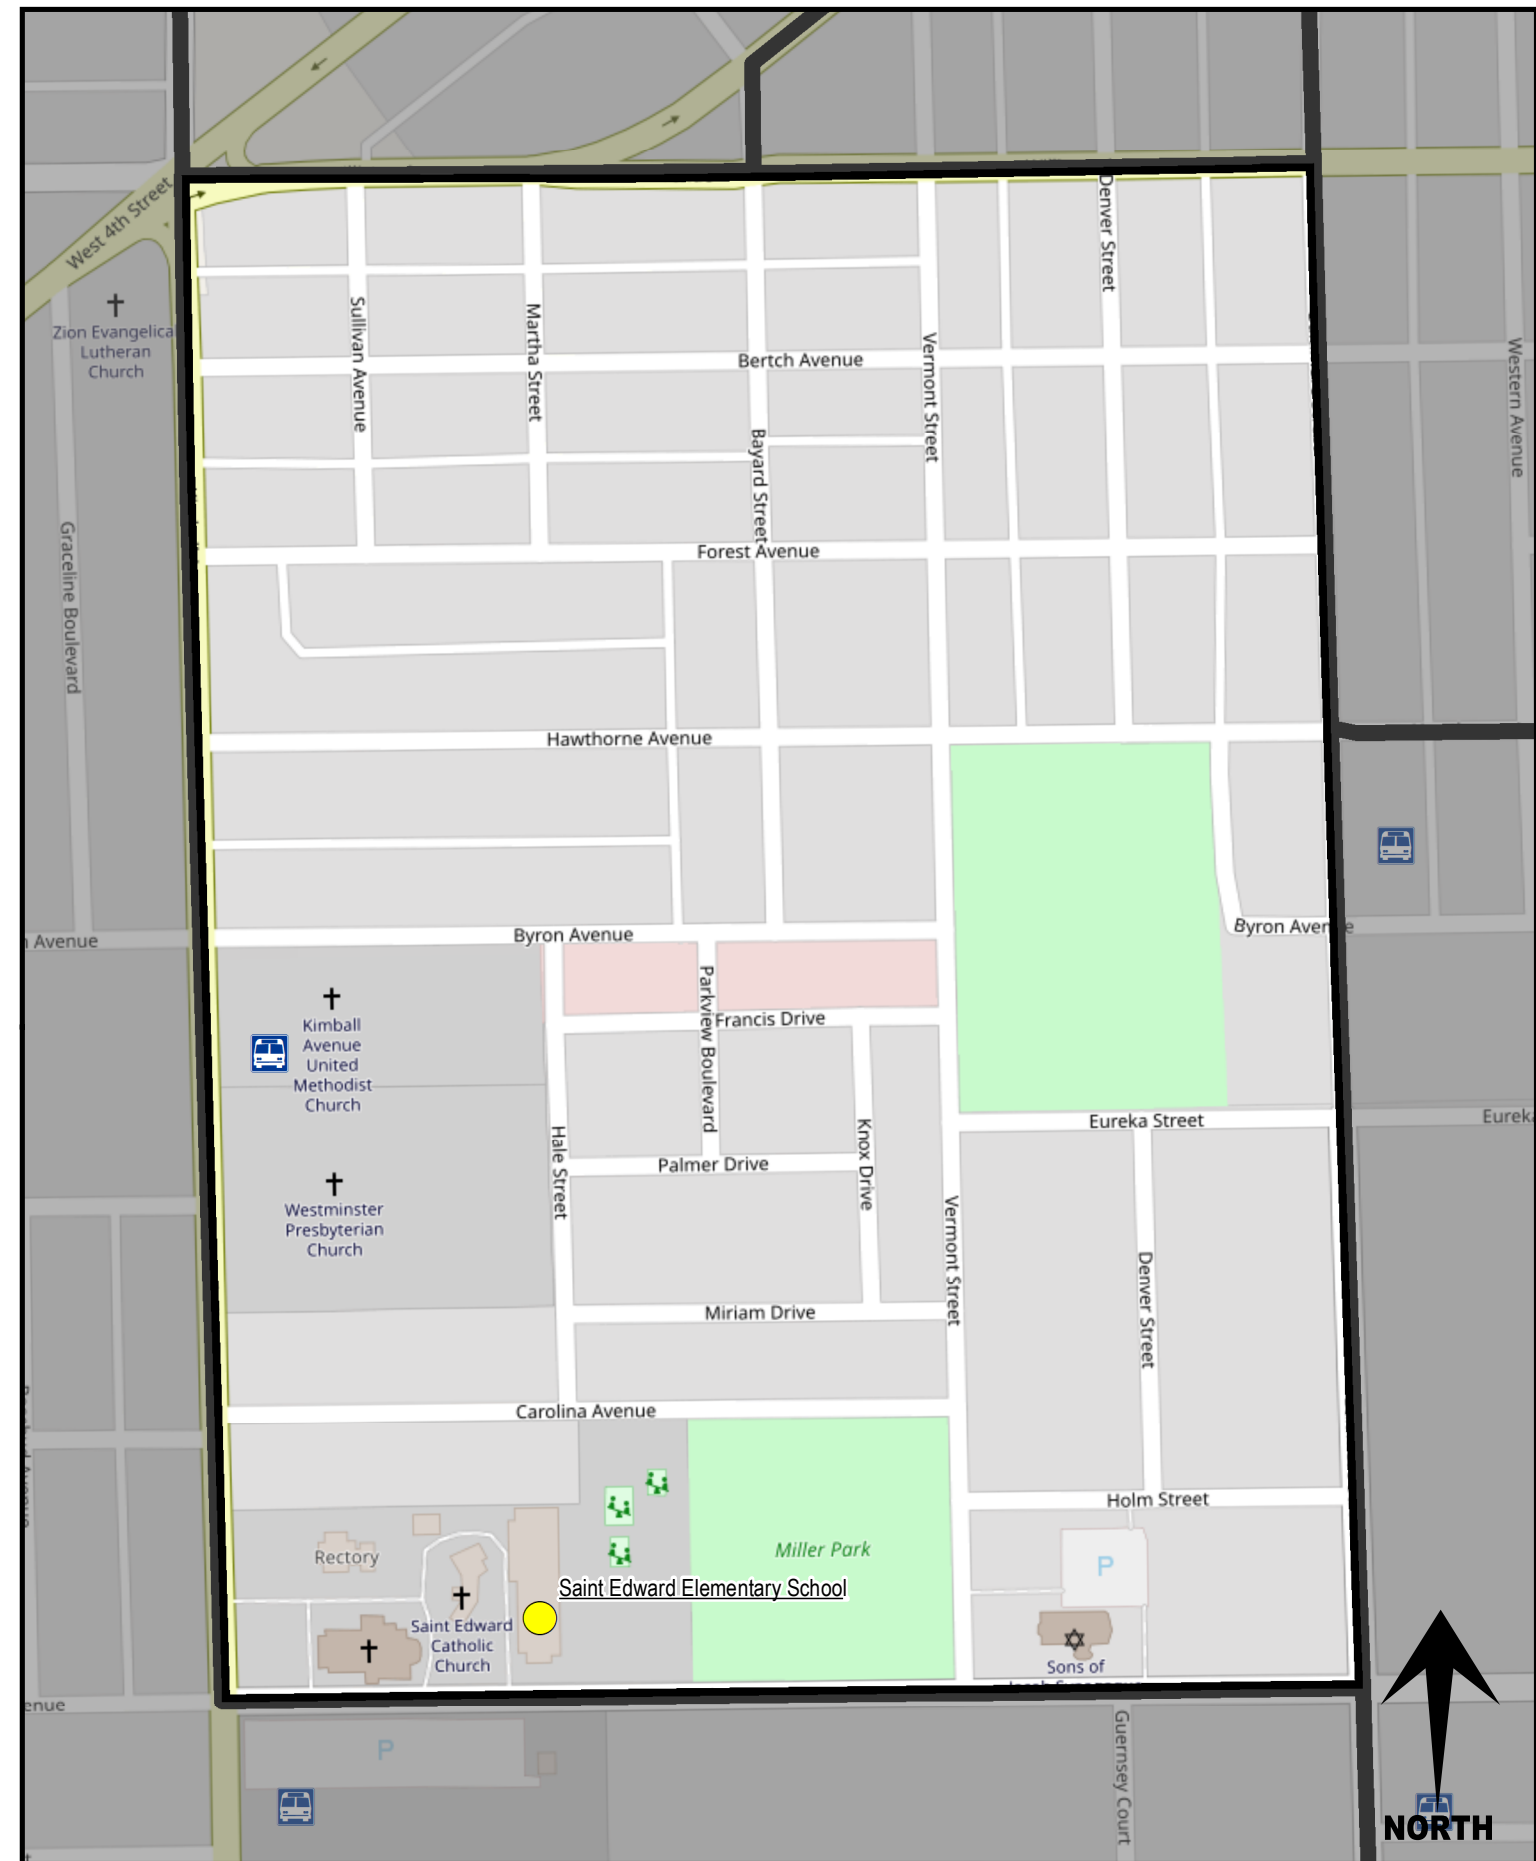 West 4th Street
Denver Street
Zion Evangelica
Lutheran
Church
Sullivan Avenue
Martha Street
Vermont Street
Western Avenue
Bertch Avenue
Bayard Street
Graceline Boulevard
Forest Avenue
Hawthorne Avenue
Byron Avenue
Avenue
Byron Avenue
Kimball
Avenue
United
Methodist
Church
Parkview Boulevard
Francis Drive
Eureka Street
Eureka
Hale Street
Knox Drive
Palmer Drive
Westminster
Presbyterian
Church
Vermont Street
Denver Street
Miriam Drive
Carolina Avenue
Holm Street
Rectory
Miller Park
P
Saint Edward Elementary School
Saint Edward
Catholic
Church
Sons of
enue
P
Guernsey Court
NORTH